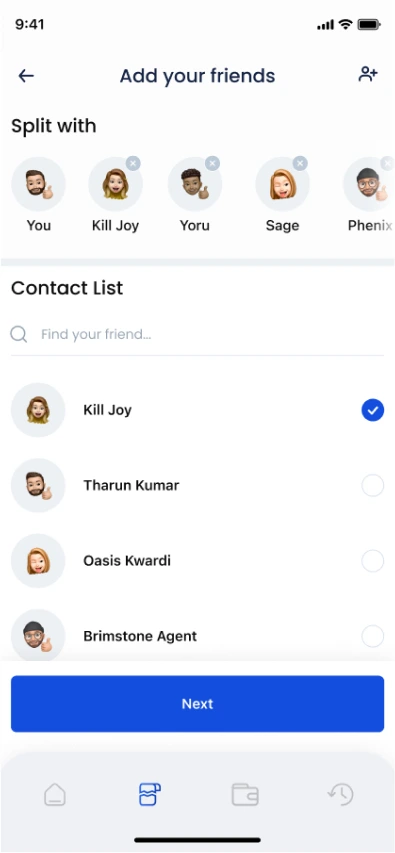 9:41
Add your friends
Split with
You Kill Joy Yoru Sage Phenix
Contact List
Find your friend...
Kill Joy
Tharun Kumar
Oasis Kwardi
Brimstone Agent
Next